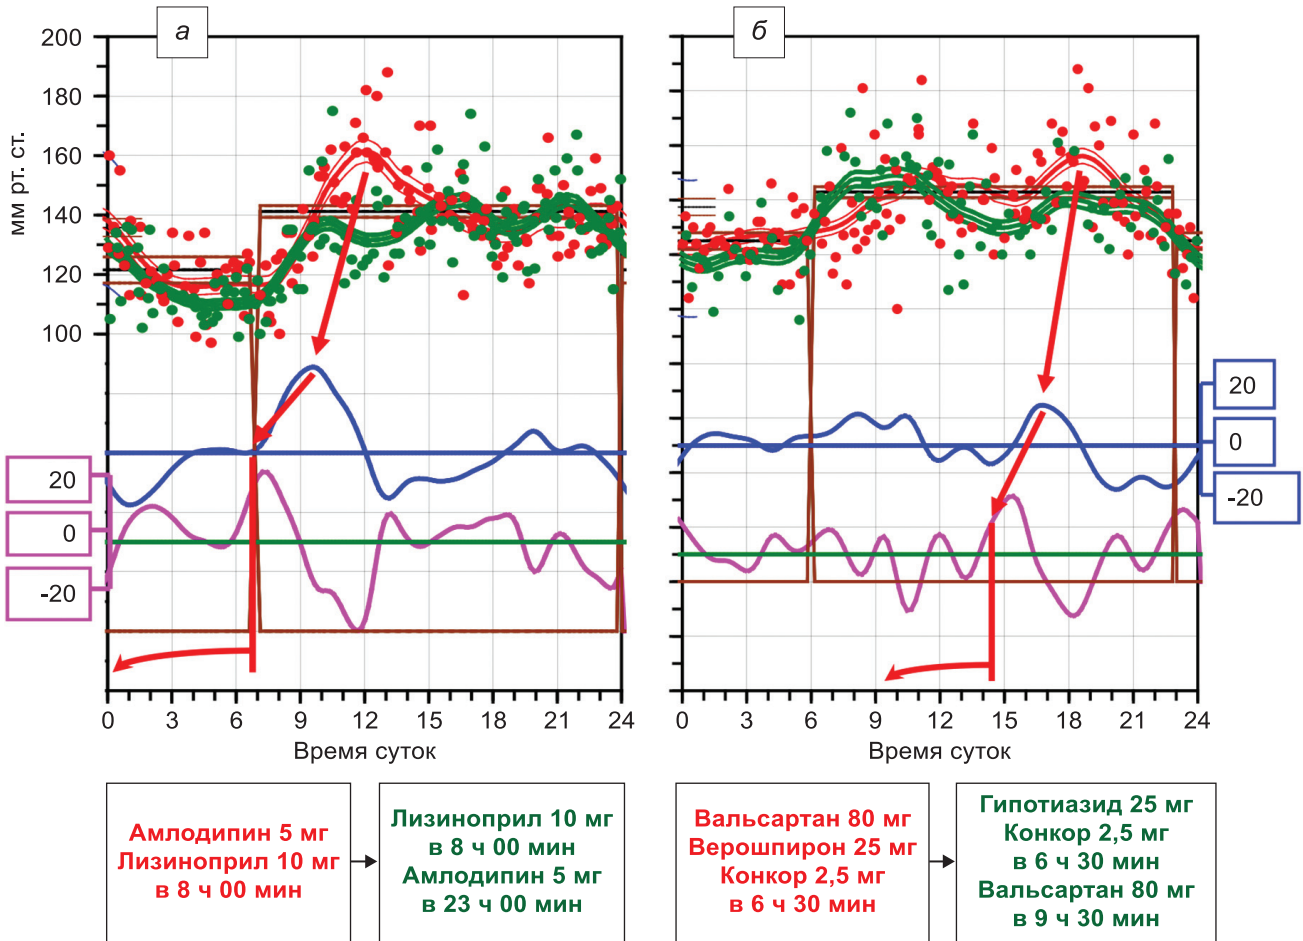 а
б
мм рт. ст.
200
180
160
140
120
100
20
0
-20
20
0
-20
0 3 6 9 12 15 18 21 24
0 3 6 9 12 15 18 21 24
Время суток
Время суток
Амлодипин 5 мг
Лизиноприл 10 мг
в 8 ч 00 мин
Лизиноприл 10 мг
в 8 ч 00 мин
Амлодипин 5 мг
в 23 ч 00 мин
Вальсартан 80 мг
Верошпирон 25 мг
Конкор 2,5 мг
в 6 ч 30 мин
Гипотиазид 25 мг
Конкор 2,5 мг
в 6 ч 30 мин
Вальсартан 80 мг
в 9 ч 30 мин